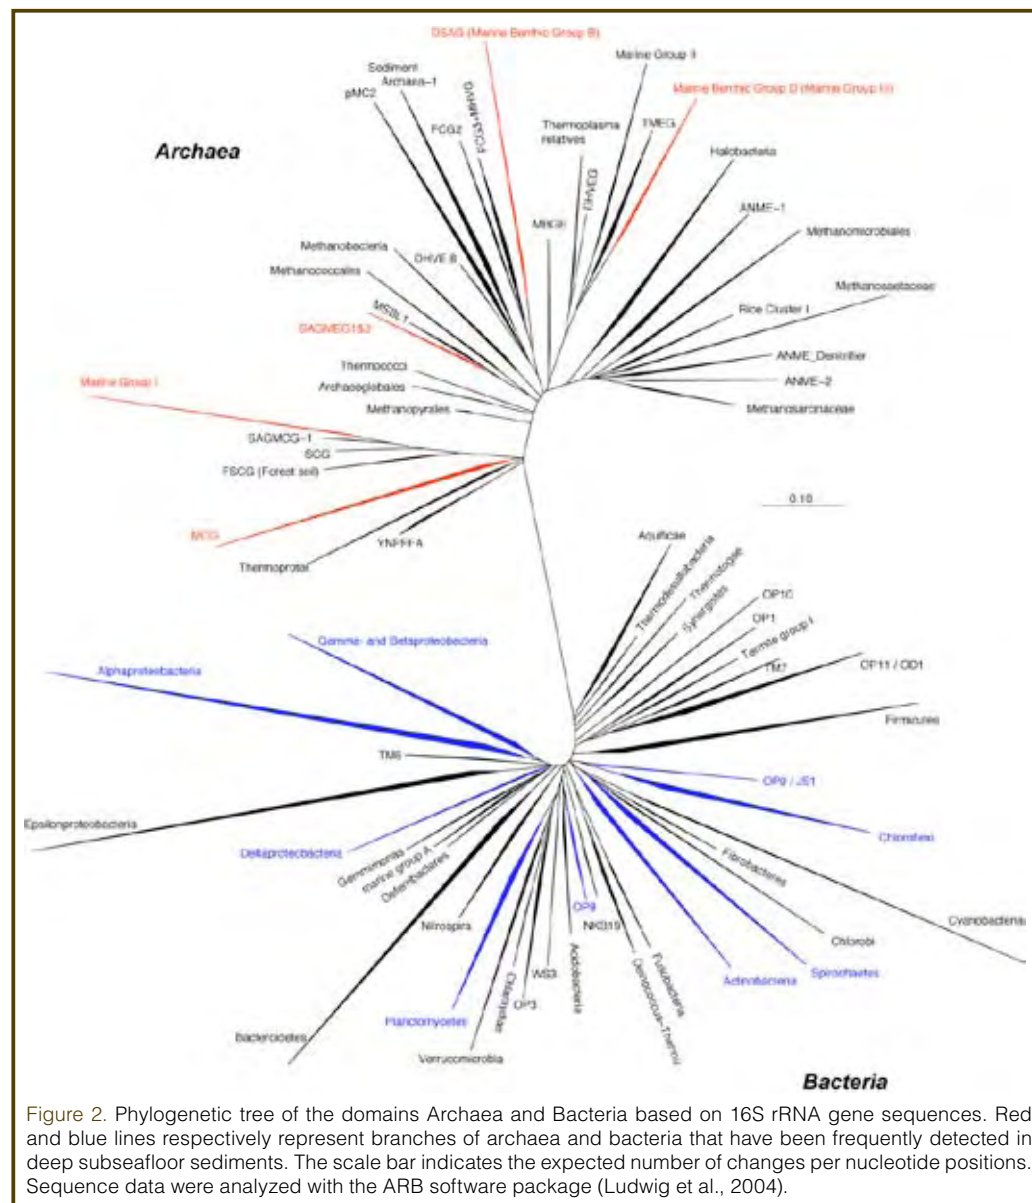 DSAG (Marine Benthic Group B)
Marine Group II
Sediment
Archaea-1
pMC2
Marine Benthic Group D (Marine Group III)
FCG2
FCG3+MHVG
Thermoplasma
relatives
TMEG
Archaea
DHVEG
Halobacteria
MBGE
ANME-1
Methanomicrobiales
Methanobacteria
DHVE 8
Methanococcales
Methanosaetaceae
MSBL1
Rice Cluster I
SAGMEG1&2
Thermococci
ANME_Denitrifier
Marine Group I
Archaeoglobales
ANME-2
Methanopyrales
Methanosarcinaceae
SAGMCG-1
SCG
FSCG (Forest soil)
0.10
MCG
YNPFFA
Thermoprotei
Aquificae
Thermodesulfobacteria
Thermotogae
Synergistes
OP10
OP1
Termite group I
Gamma- and Betaproteobacteria
Alphaproteobacteria
TM7
OP11 / OD1
Firmicutes
TM6
OP9 / JS1
Epsilonproteobacteria
Chloroflexi
Deltaproteobacteria
Gemmimonas
marine group A
Deferribacteres
Fibrobacteres
OP8
Cyanobacteria
Nitrospira
NKB19
Chlorobi
Spirochaetes
Actinobacteria
WS3
Acidobacteria
Fusobacteria
Deinococcus-Thermus
Planctomycetes
Chlamydiae
OP3
Bacteroidetes
Verrucomicrobia
Bacteria
Figure 2. Phylogenetic tree of the domains Archaea and Bacteria based on 16S rRNA gene sequences. Red
and blue lines respectively represent branches of archaea and bacteria that have been frequently detected in
deep subseafloor sediments. The scale bar indicates the expected number of changes per nucleotide positions.
Sequence data were analyzed with the ARB software package (Ludwig et al., 2004).